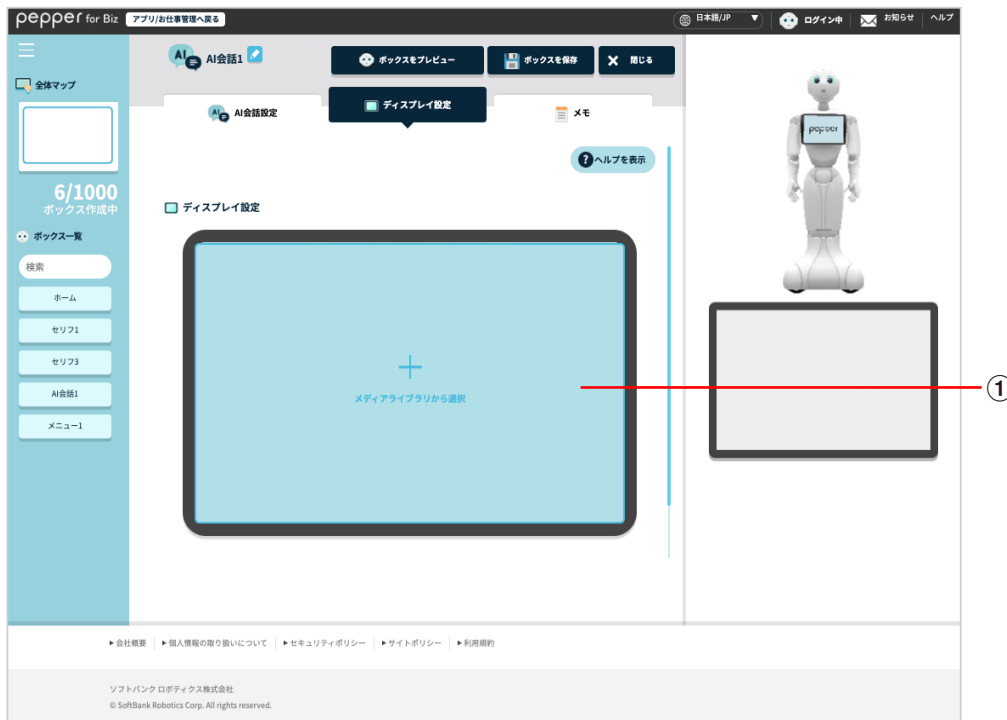 pepper for Biz アプリ/お仕事管理へ戻る 日本語/JP ▼ ログイン中 お知らせ ヘルプ
全体マップ
6/1000
ボックス作成中
ボックス一覧
検索
ホーム
セリフ1
セリフ3
AI会話1
メニュー1
AI AI会話1 ボックスをプレビュー ボックスを保存 × 閉じる
AI AI会話設定 ディスプレイ設定 メモ
? ヘルプを表示
ディスプレイ設定
メディアライブラリから選択
pepper
①
▶会社概要 ▶個人情報の取り扱いについて ▶セキュリティポリシー ▶サイトポリシー ▶利用規約
ソフトバンク ロボティクス株式会社
© SoftBank Robotics Corp. All rights reserved.